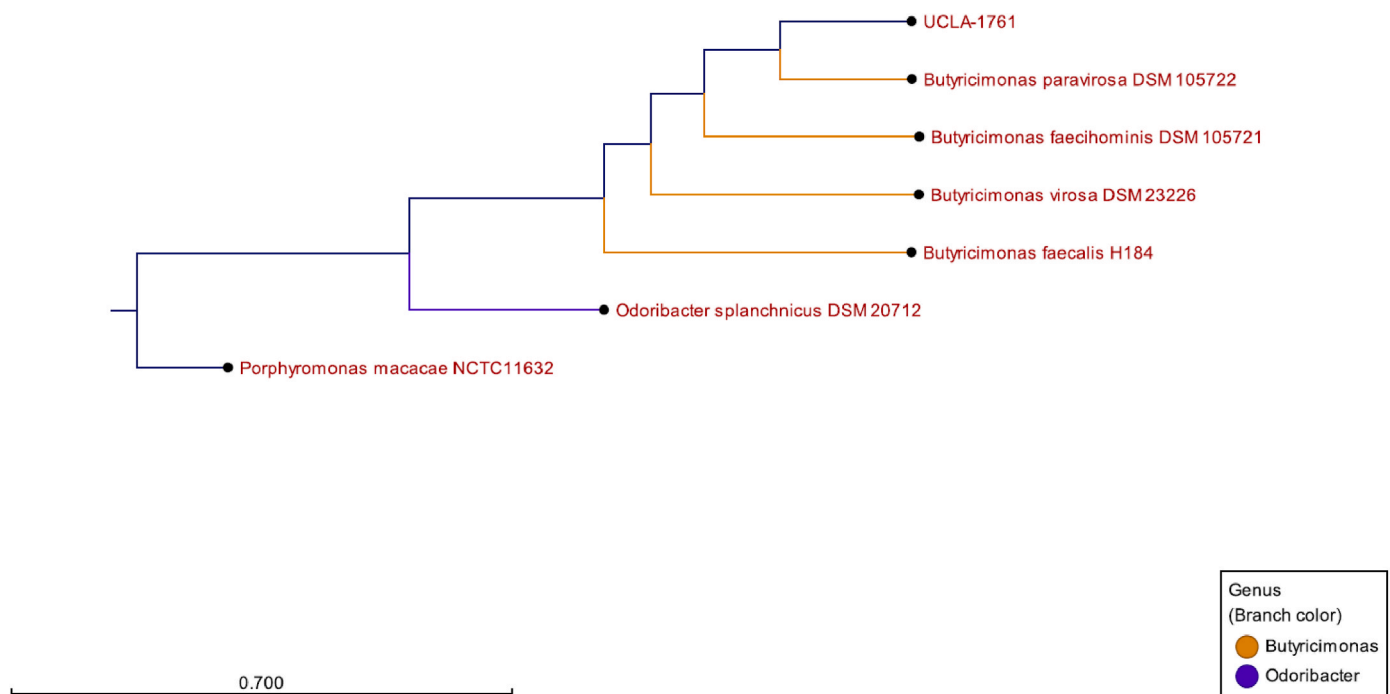 UCLA-1761
Butyricimonas paravirosa DSM 105722
Butyricimonas faecihominis DSM 105721
Butyricimonas virosa DSM 23226
Butyricimonas faecalis H184
Odoribacter splanchnicus DSM 20712
Porphyromonas macacae NCTC11632
Genus
(Branch color)
Butyricimonas
Odoribacter
0.700